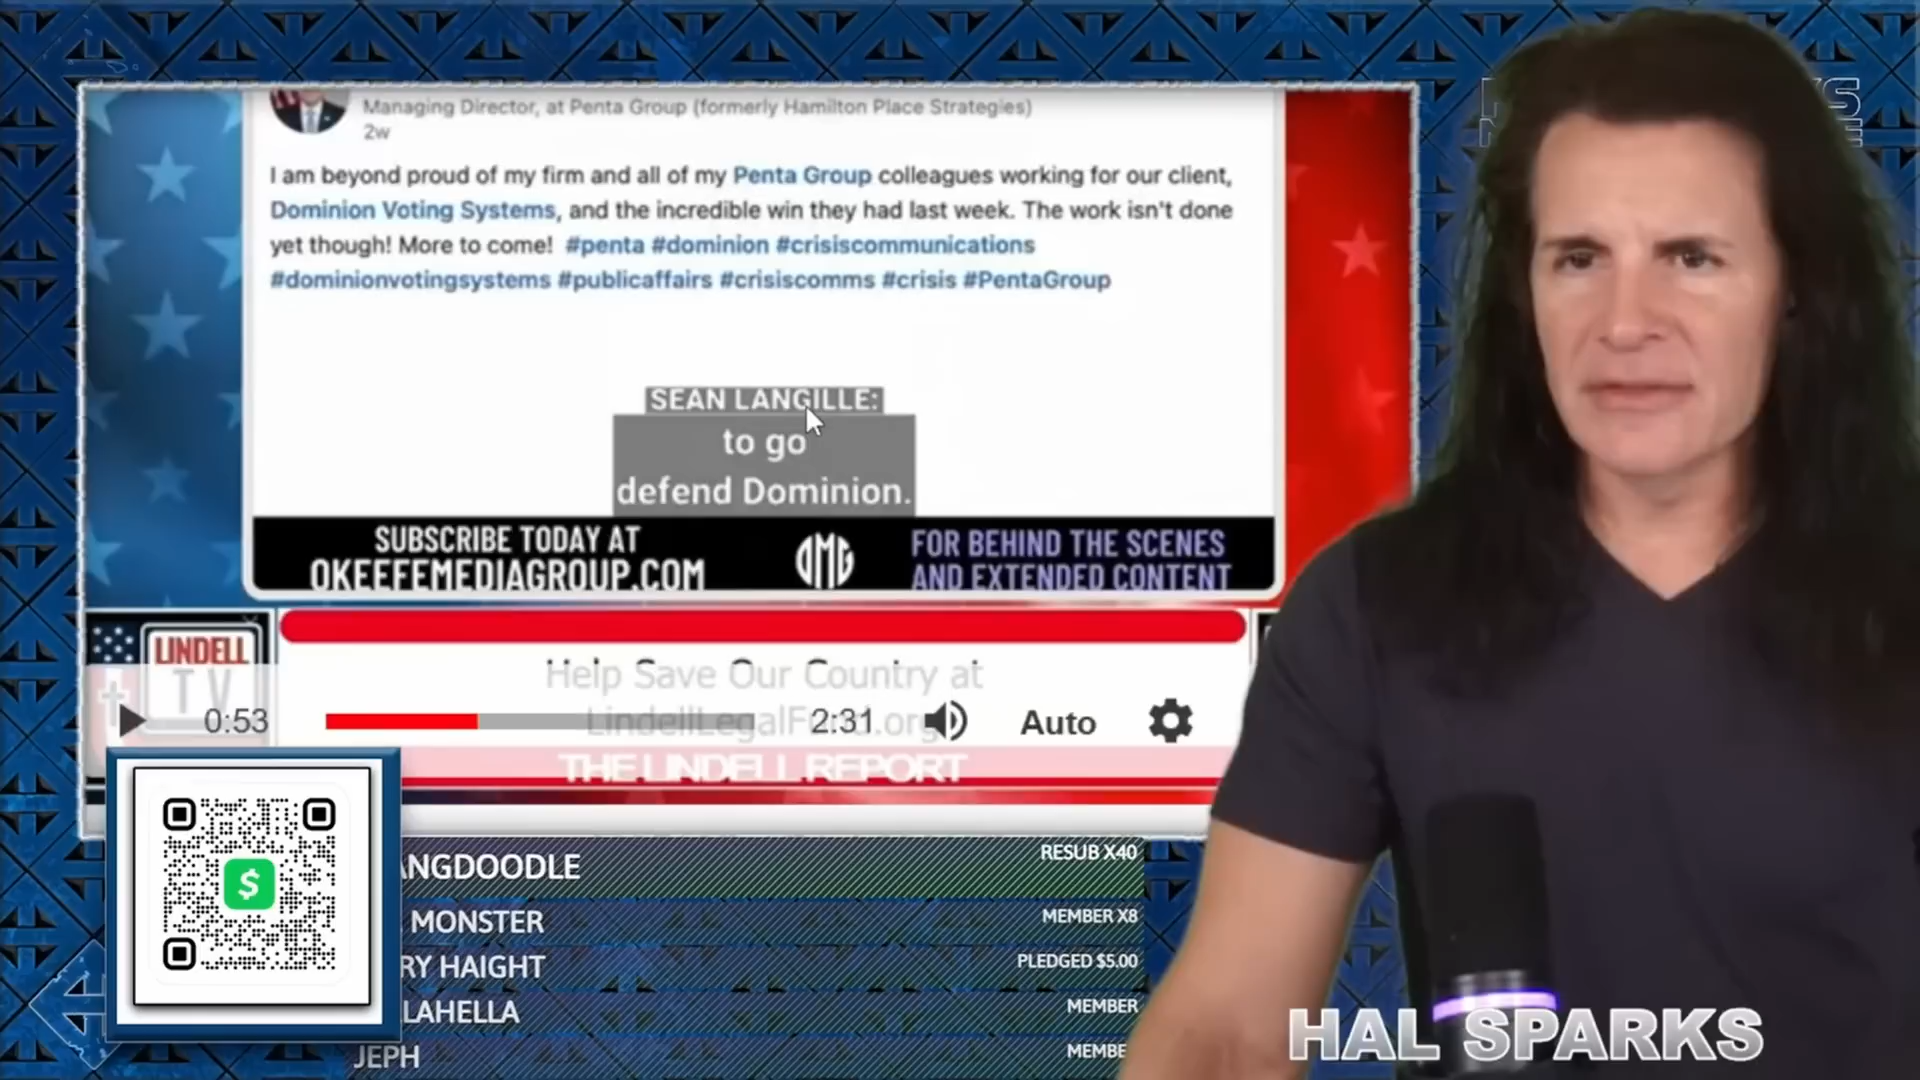 Managing Director, at Penta Group (formerly Hamilton Place Strategies)
2w
I am beyond proud of my firm and all of my Penta Group colleagues working for our client,
Dominion Voting Systems, and the incredible win they had last week. The work isn't done
yet though! More to come! #penta #dominion #crisiscommunications
#dominionvotingsystems #publicaffairs #crisiscomms #crisis #PentaGroup
SEAN LANGILLE:
to go
defend Dominion.
SUBSCRIBE TODAY AT
OKEEFEMEDIAGROUP.COM
OMG
FOR BEHIND THE SCENES
AND EXTENDED CONTENT
LINDELL
TV
Help Save Our Country at
0:53
2:31
Auto
THE LINDELL REPORT
$
ANGDOODLE
RESUB X40
MONSTER
MEMBER X8
RY HAIGHT
PLEDGED $5.00
LAHELLA
MEMBER
JEPH
MEMBE
HAL SPARKS